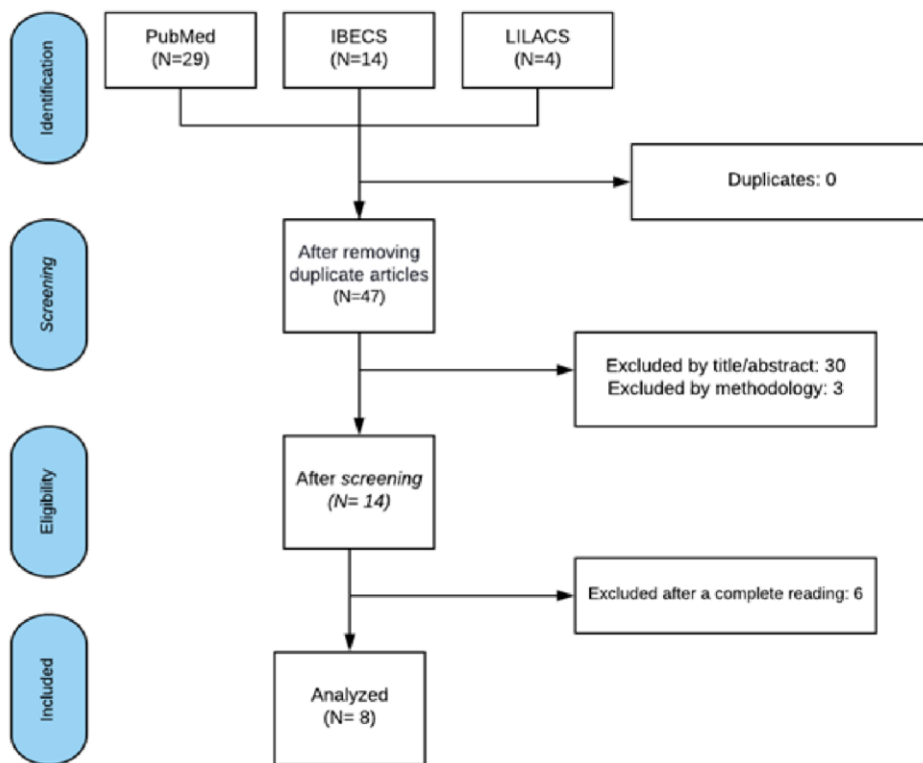 PubMed
(N=29)
IBECS
(N=14)
LILACS
(N=4)
Identification
Duplicates: 0
Screening
After removing
duplicate articles
(N=47)
Excluded by title/abstract: 30
Excluded by methodology: 3
Eligibility
After screening
(N= 14)
Excluded after a complete reading: 6
Included
Analyzed
(N= 8)